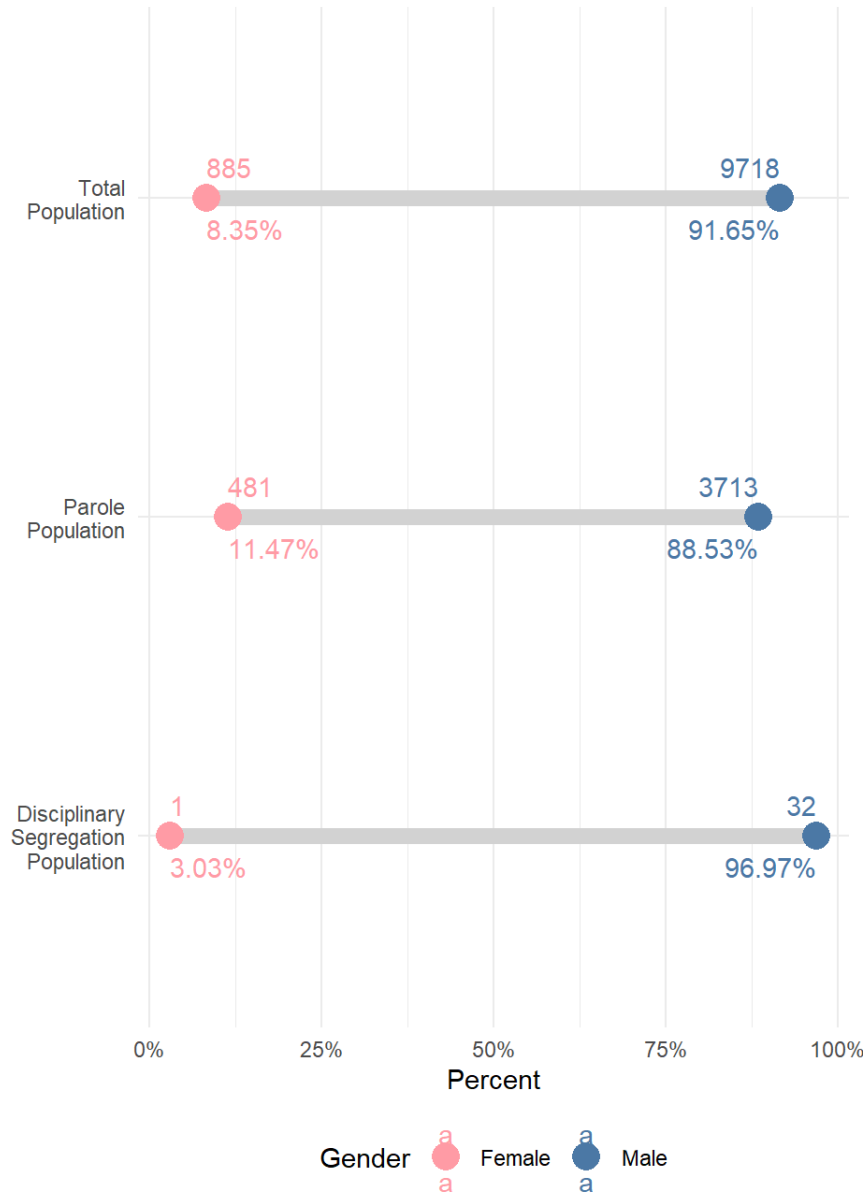 885 9718
Total
Population
8.35% 91.65%
481 3713
Parole
Population
11.47% 88.53%
1 32
Disciplinary
Segregation
Population
3.03% 96.97%
0% 25% 50% 75% 100%
Percent
a a
Gender Female Male
a a